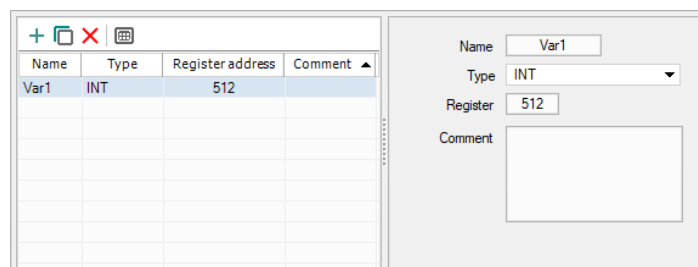 Name Type Register address Comment
Var1 INT 512
Name Var1
Type INT
Register 512
Comment